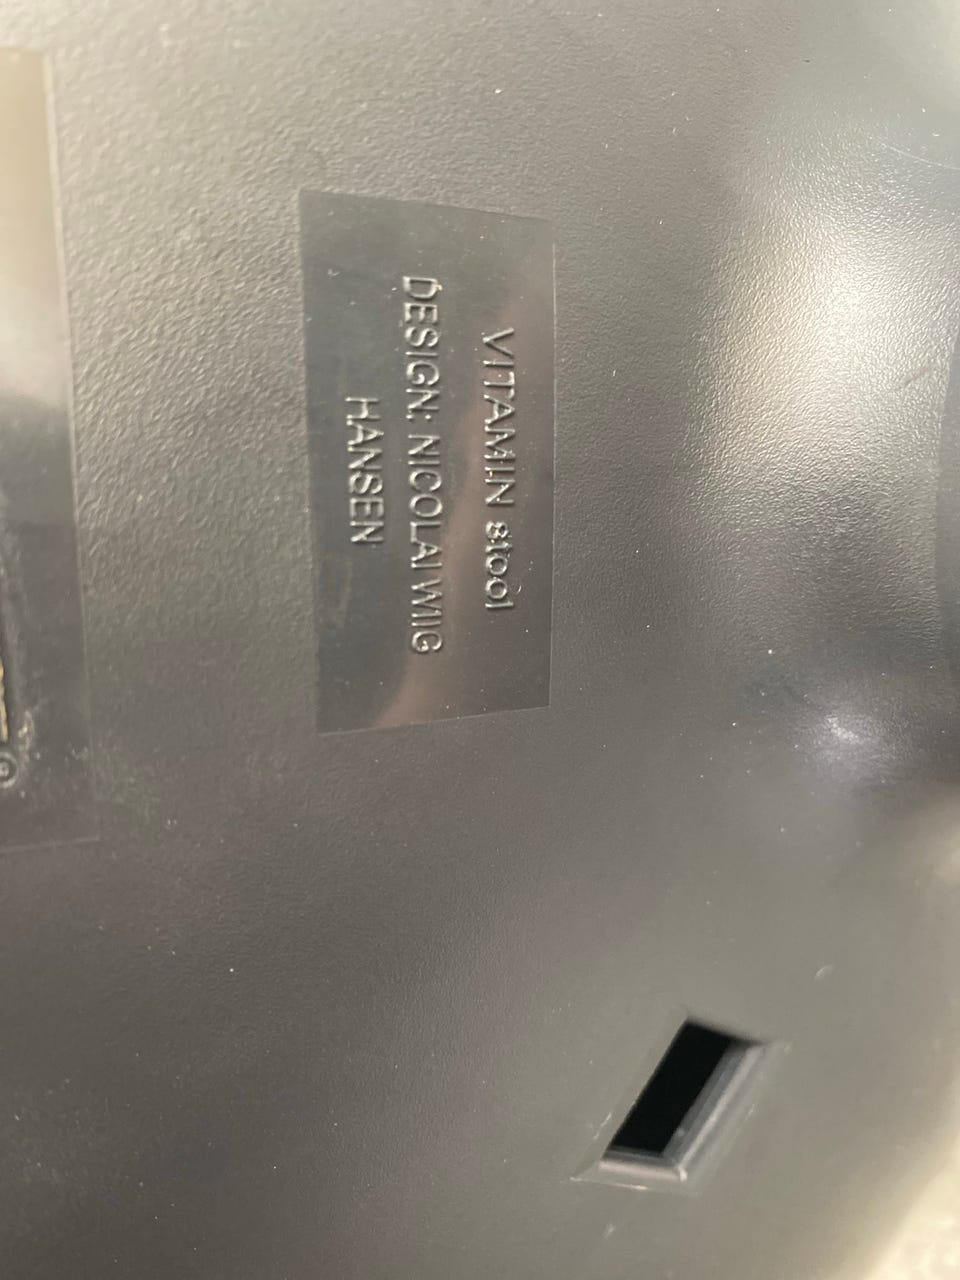 VITAMIN stool
DESIGN: NICOLAI WIIG
HANSEN